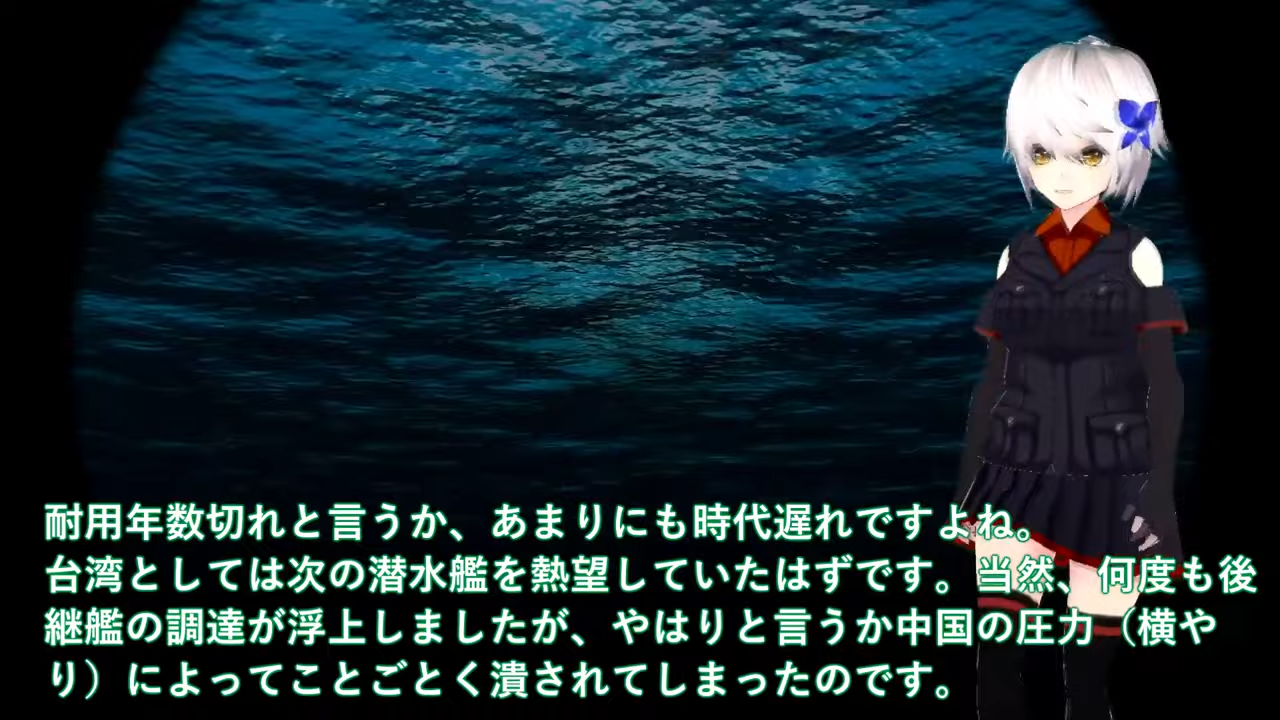 耐用年数切れと言うか、あまりにも時代遅れですよね。
台湾としては次の潜水艦を熱望していたはずです。当然、何度も後
継艦の調達が浮上しましたが、やはりと言うか中国の圧力（横や
り）によってことごとく潰されてしまったのです。